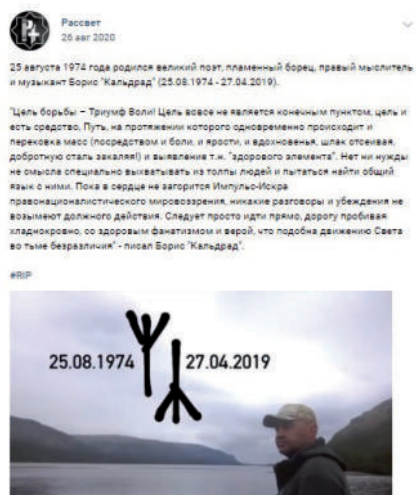 Рассвет
26 авг 2020
25 августа 1974 года родился великий поэт, пламенный борец, правый мыслитель
и музыкант Борис "Кальдрад" (25.08.1974 - 27.04.2019).
"Цель борьбы – Триумф Воли! Цель вовсе не является конечным пунктом, цель и
есть средство, Путь, на протяжении которого одновременно происходит и
перековка масс (посредством и боли, и ярости, и вдохновенья, шлак отсеивая,
добротную сталь закаляя!) и выявление т.н. "здорового элемента". Нет ни нужды
не смысла специально выхватывать из толпы людей и пытаться найти общий
язык с ними. Пока в сердце не загорится Импульс-Искра
правонационалистического мировоззрения, никакие разговоры и убеждения не
возымеют должного действия. Следует просто идти прямо, дорогу пробивая
хладнокровно, со здоровым фанатизмом и верой, что подобна движению Света
во тьме безразличия" - писал Борис "Кальдрад".
#RIP
25.08.1974 27.04.2019